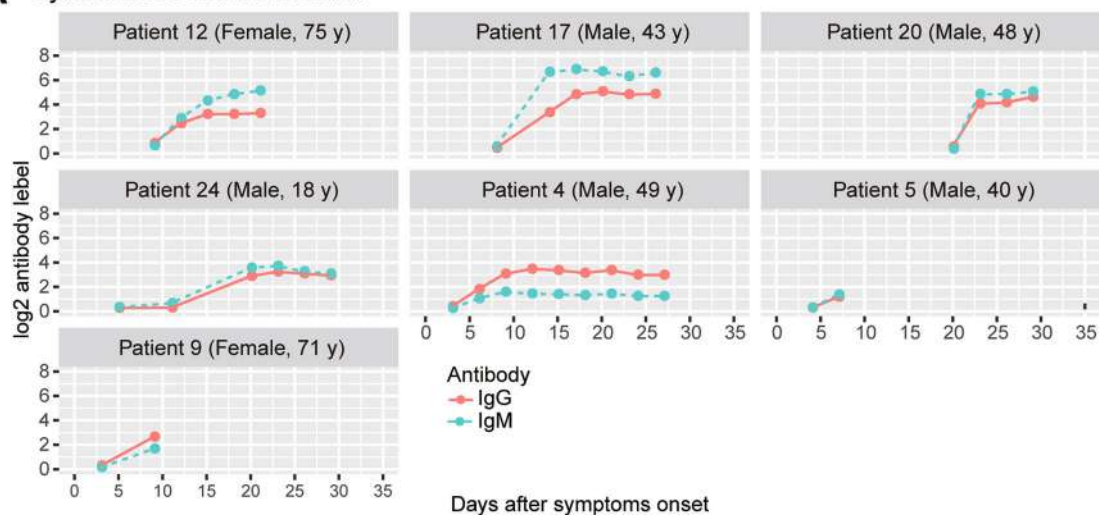 Patient 12 (Female, 75 y)
Patient 17 (Male, 43 y)
Patient 20 (Male, 48 y)
8
6
4
2
0
Patient 24 (Male, 18 y)
Patient 4 (Male, 49 y)
Patient 5 (Male, 40 y)
log2 antibody lebel
8
6
4
2
0
0 5 10 15 20 25 30 35
0 5 10 15 20 25 30 35
Patient 9 (Female, 71 y)
8
6
4
2
0
0 5 10 15 20 25 30 35
Antibody
IgG
IgM
Days after symptoms onset